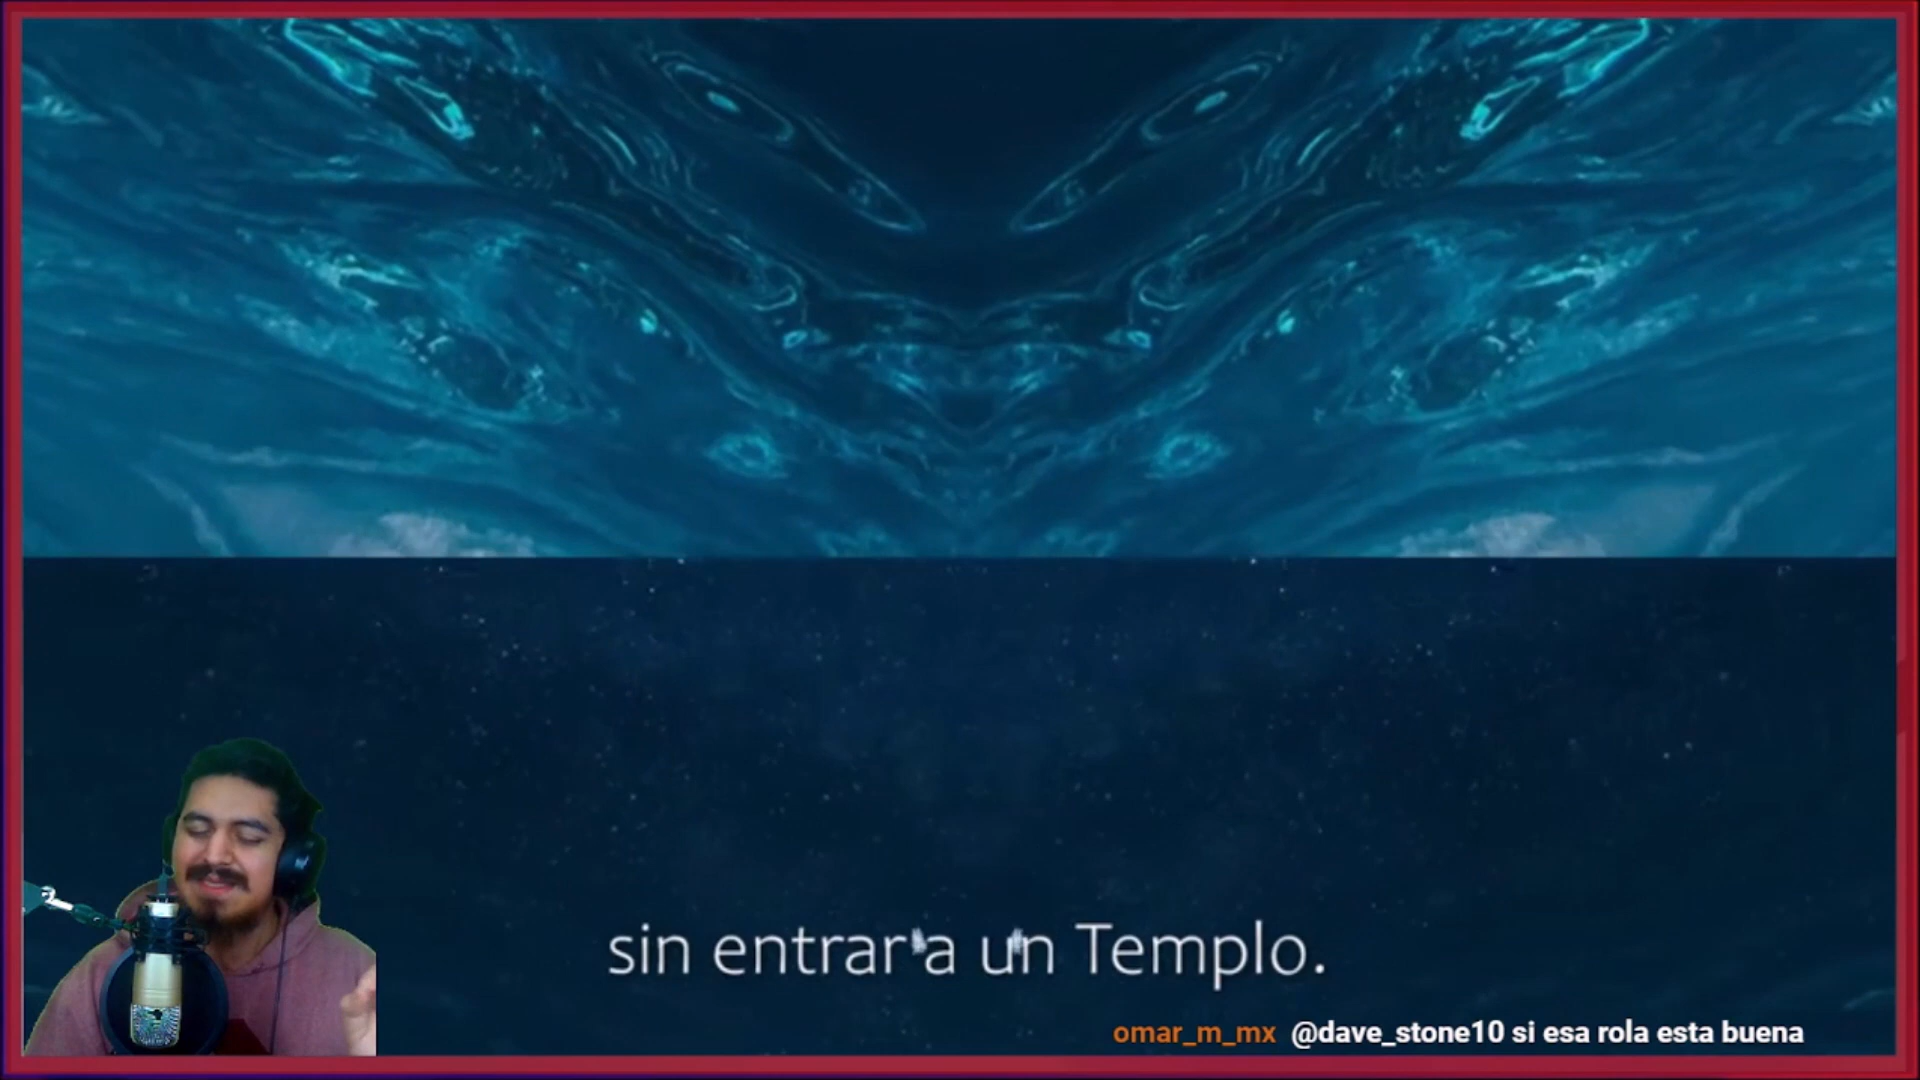 sin entrar a un Templo.
omar_m_mx @dave_stone10 si esa rola esta buena